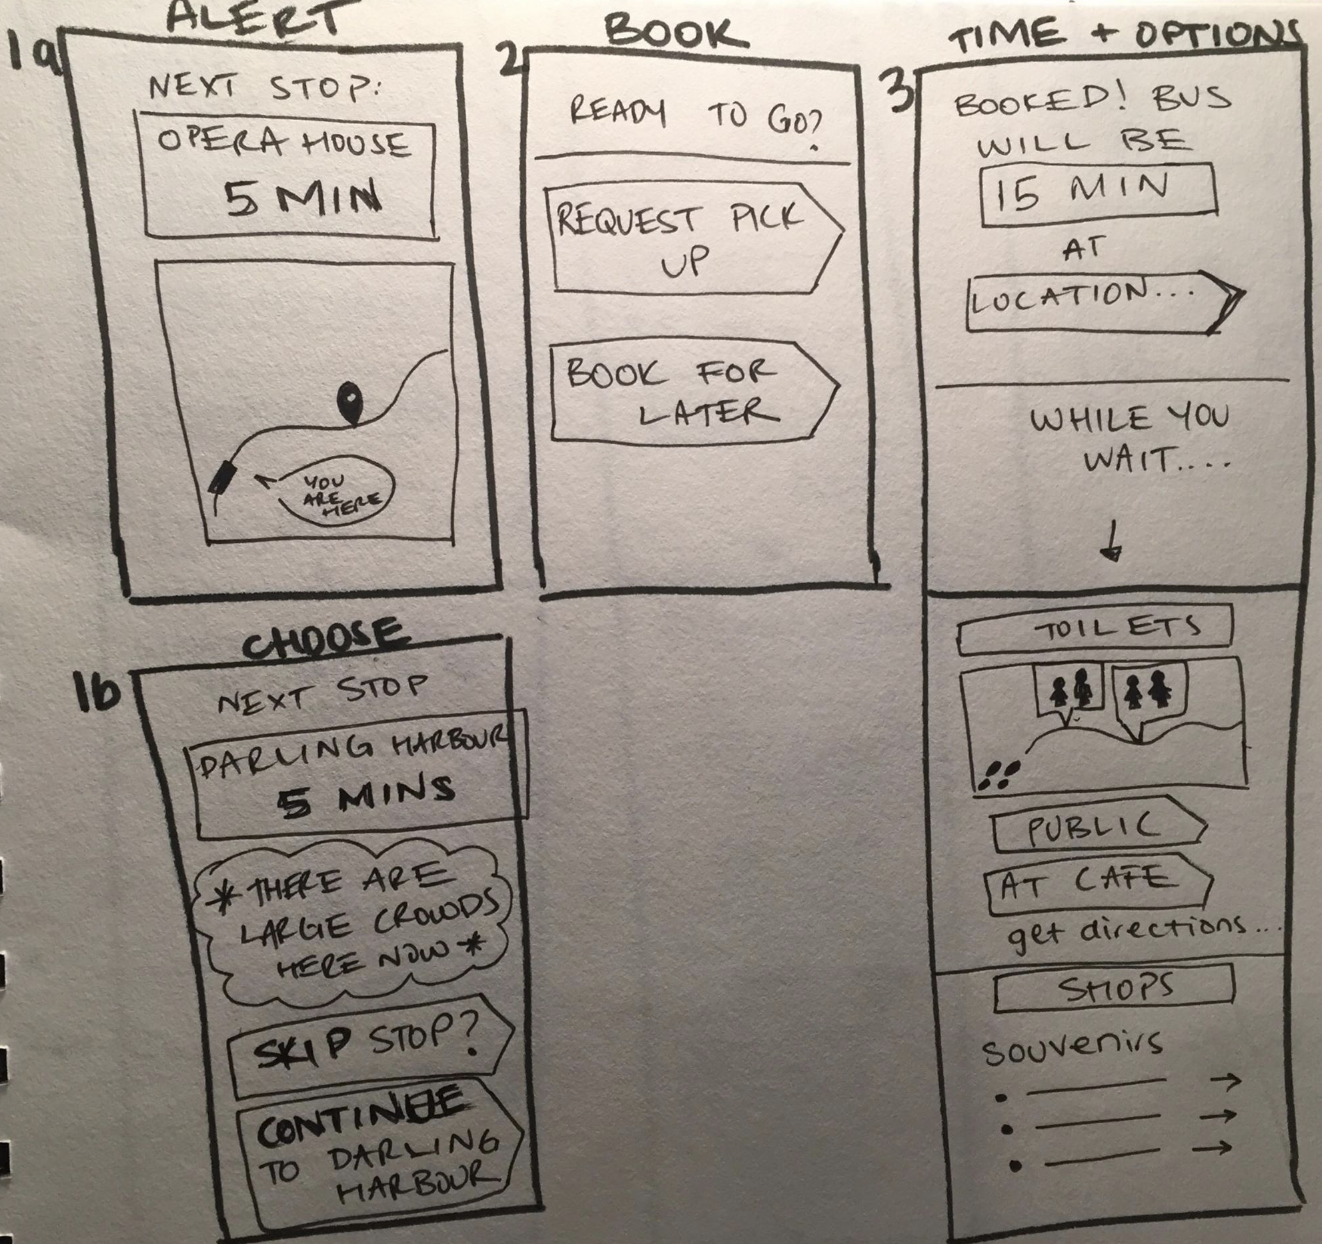 ALERT
1a
NEXT STOP:
OPERA HOUSE
5 MIN
YOU
ARE
HERE
CHOOSE
1b
NEXT STOP
DARLING HARBOUR
5 MINS
* THERE ARE
LARGE CROWDS
HERE NOW *
SKIP STOP?
CONTINUE
TO DARLING
HARBOUR
BOOK
2
READY TO GO?
REQUEST PICK
UP
BOOK FOR
LATER
TIME + OPTIONS
3
BOOKED! BUS
WILL BE
15 MIN
AT
LOCATION...
WHILE YOU
WAIT....
TOILETS
PUBLIC
AT CAFE
get directions...
SHOPS
souvenirs